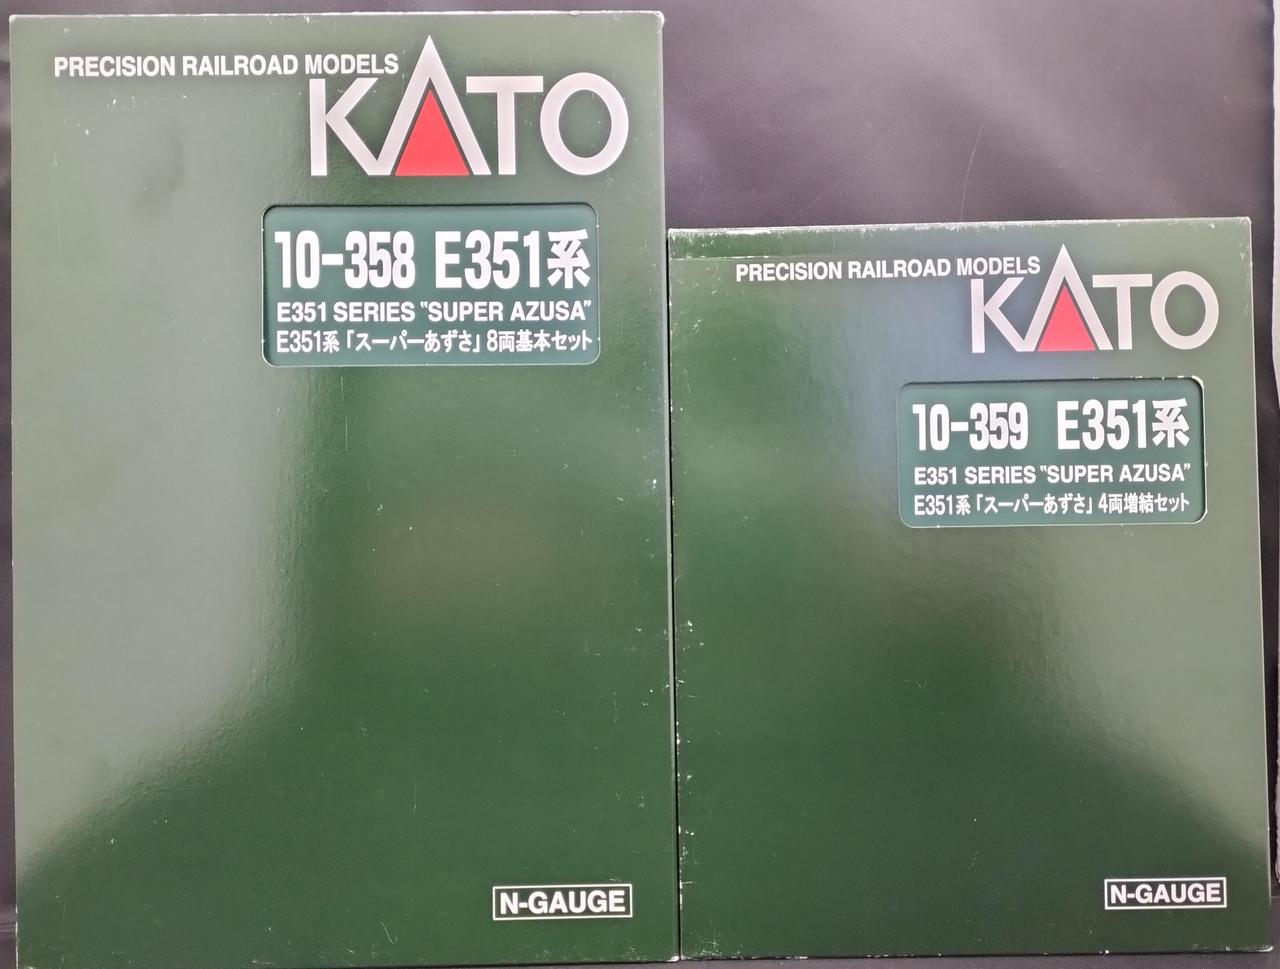 PRECISION RAILROAD MODELS
KATO
10-358 E351系
E351 SERIES "SUPER AZUSA"
E351系「スーパーあずさ」8両基本セット
N-GAUGE
PRECISION RAILROAD MODELS
KATO
10-359 E351系
E351 SERIES "SUPER AZUSA"
E351系「スーパーあずさ」4両増結セット
N-GAUGE